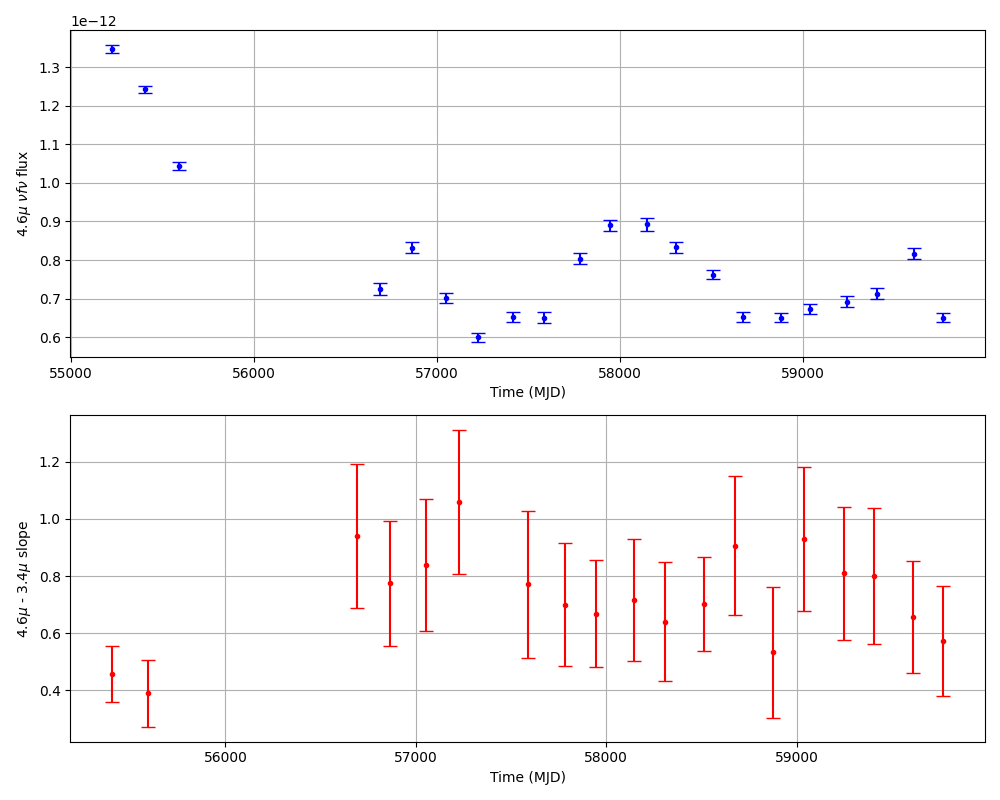 1e−12
1.3
1.2
1.1
1.0
0.9
0.8
0.7
0.6
4.6μ νfν flux
55000 56000 57000 58000 59000
Time (MJD)
1.2
1.0
0.8
0.6
0.4
4.6μ - 3.4μ slope
56000 57000 58000 59000
Time (MJD)